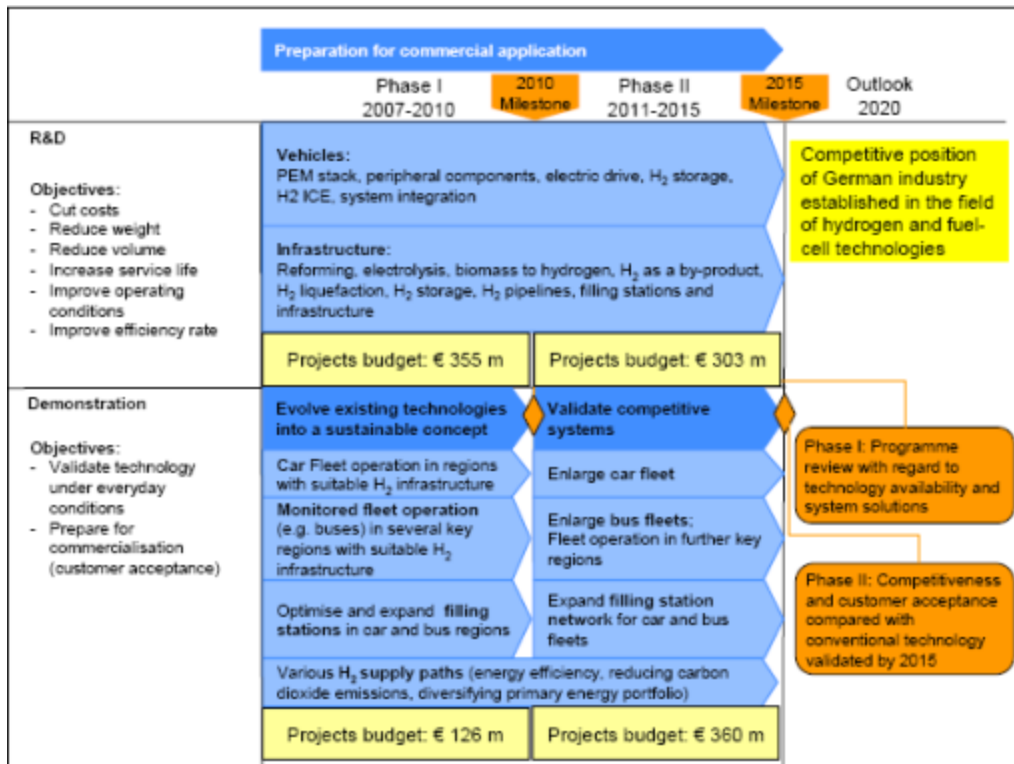 Preparation for commercial application
Phase I
2007-2010
2010
Milestone
Phase II
2011-2015
2015
Milestone
Outlook
2020
R&D
Objectives:
- Cut costs
- Reduce weight
- Reduce volume
- Increase service life
- Improve operating
conditions
- Improve efficiency rate
Vehicles:
PEM stack, peripheral components, electric drive, H₂ storage,
H2 ICE, system integration
Infrastructure:
Reforming, electrolysis, biomass to hydrogen, H₂ as a by-product,
H₂ liquefaction, H₂ storage, H₂ pipelines, filling stations and
infrastructure
Projects budget: € 355 m
Projects budget: € 303 m
Competitive position
of German industry
established in the field
of hydrogen and fuel-
cell technologies
Demonstration
Objectives:
- Validate technology
under everyday
conditions
- Prepare for
commercialisation
(customer acceptance)
Evolve existing technologies
into a sustainable concept
Validate competitive
systems
Car Fleet operation in regions
with suitable H₂ infrastructure
Enlarge car fleet
Monitored fleet operation
(e.g. buses) in several key
regions with suitable H₂
infrastructure
Enlarge bus fleets;
Fleet operation in further key
regions
Optimise and expand filling
stations in car and bus regions
Expand filling station
network for car and bus
fleets
Various H₂ supply paths (energy efficiency, reducing carbon
dioxide emissions, diversifying primary energy portfolio)
Projects budget: € 126 m
Projects budget: € 360 m
Phase I: Programme
review with regard to
technology availability and
system solutions
Phase II: Competitiveness
and customer acceptance
compared with
conventional technology
validated by 2015